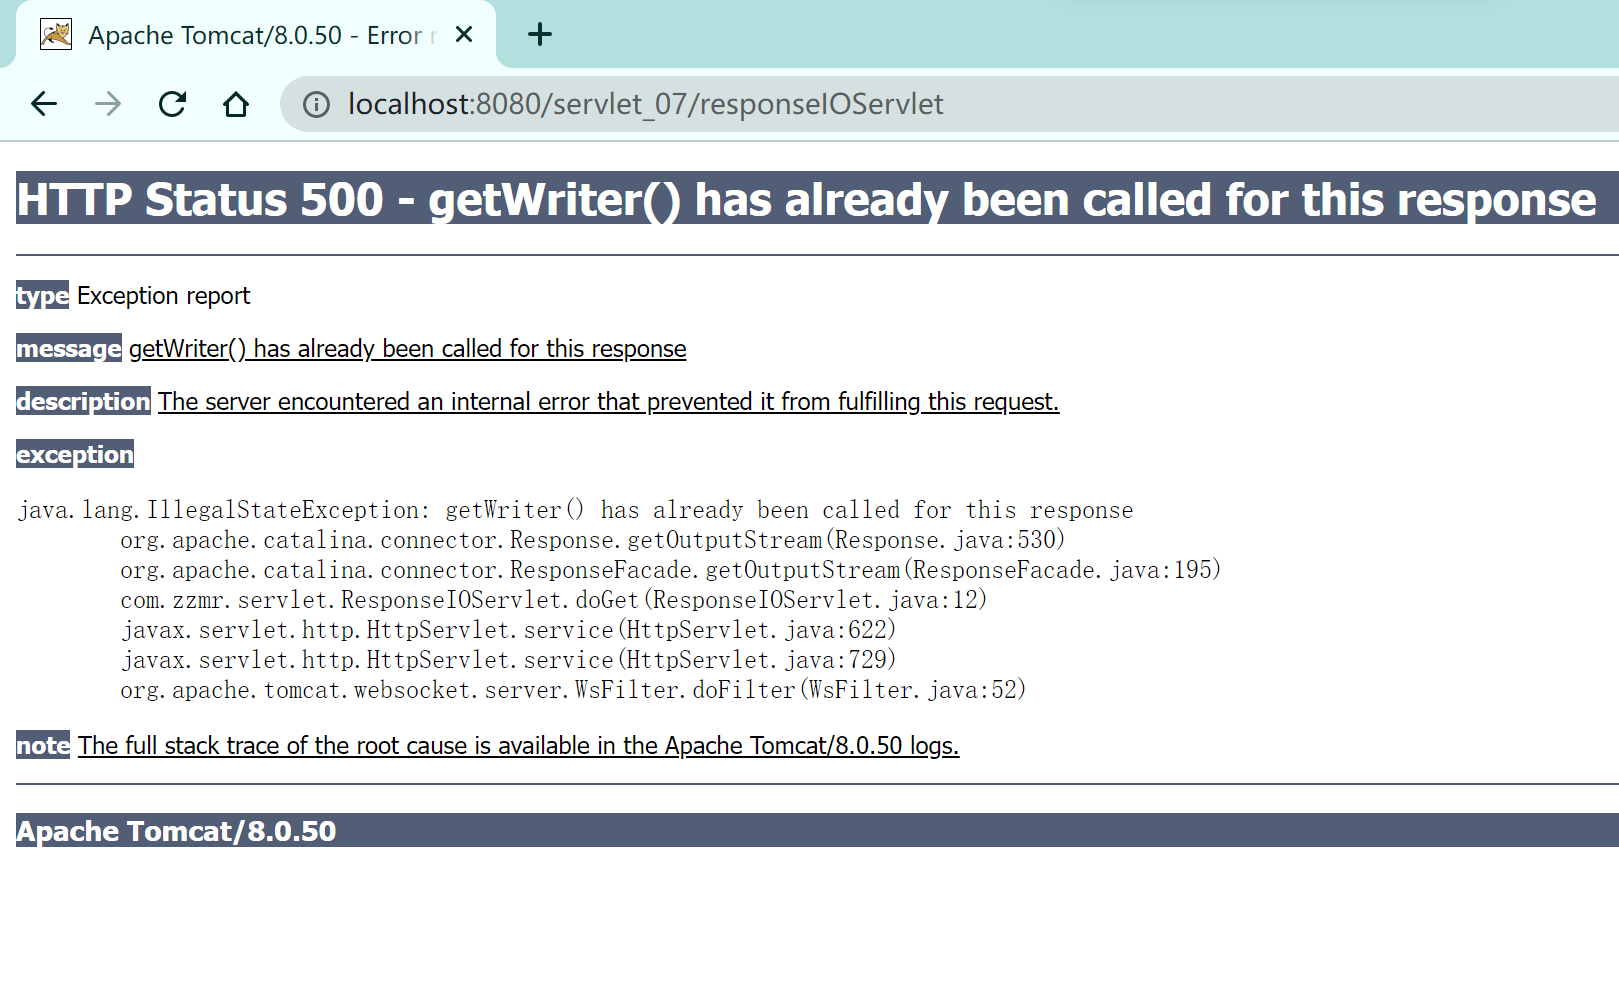 Apache Tomcat/8.0.50 - Error r
localhost:8080/servlet_07/responseIOServlet
HTTP Status 500 - getWriter() has already been called for this response
type Exception report
message getWriter() has already been called for this response
description The server encountered an internal error that prevented it from fulfilling this request.
exception
java.lang.IllegalStateException: getWriter() has already been called for this response
org.apache.catalina.connector.Response.getOutputStream(Response.java:530)
org.apache.catalina.connector.ResponseFacade.getOutputStream(ResponseFacade.java:195)
com.zzmr.servlet.ResponseIOServlet.doGet(ResponseIOServlet.java:12)
javax.servlet.http.HttpServlet.service(HttpServlet.java:622)
javax.servlet.http.HttpServlet.service(HttpServlet.java:729)
org.apache.tomcat.websocket.server.WsFilter.doFilter(WsFilter.java:52)
note The full stack trace of the root cause is available in the Apache Tomcat/8.0.50 logs.
Apache Tomcat/8.0.50